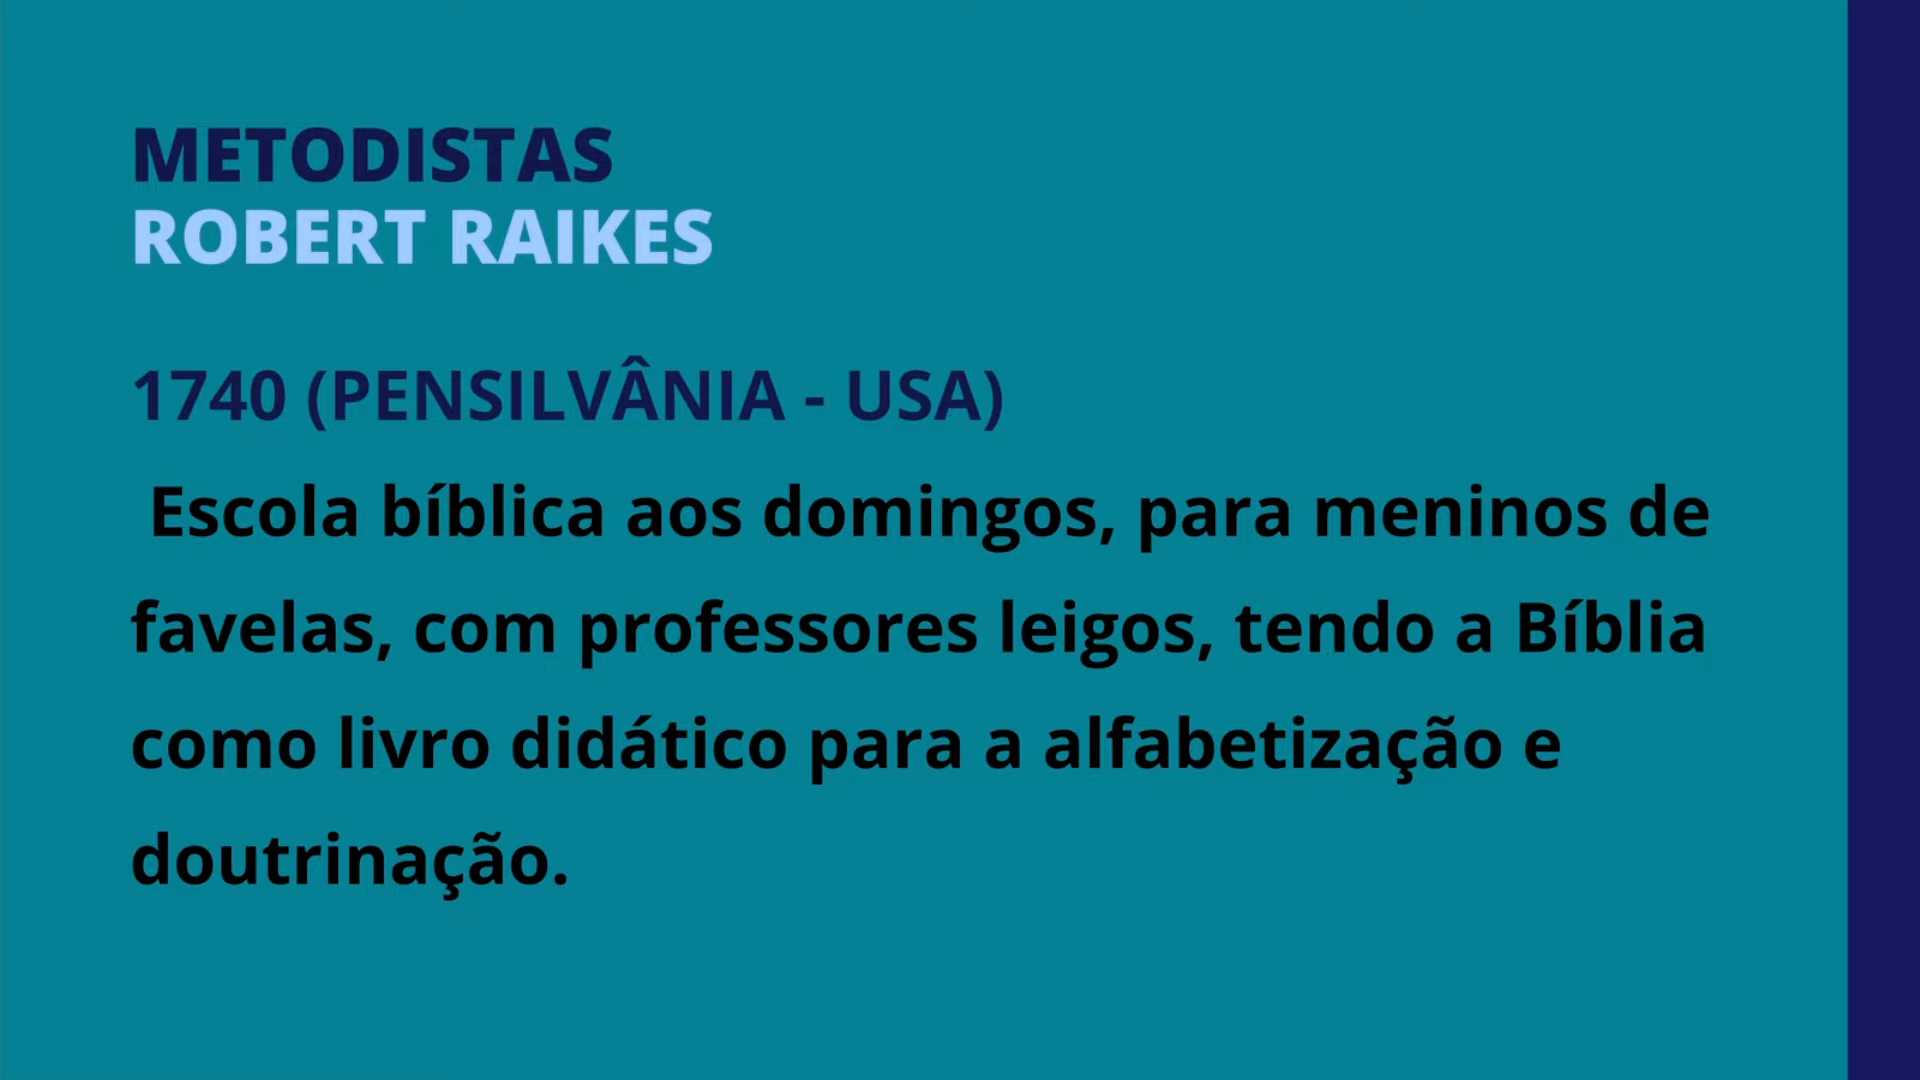 METODISTAS
ROBERT RAIKES
1740 (PENSILVÂNIA - USA)
Escola bíblica aos domingos, para meninos de
favelas, com professores leigos, tendo a Bíblia
como livro didático para a alfabetização e
doutrinação.